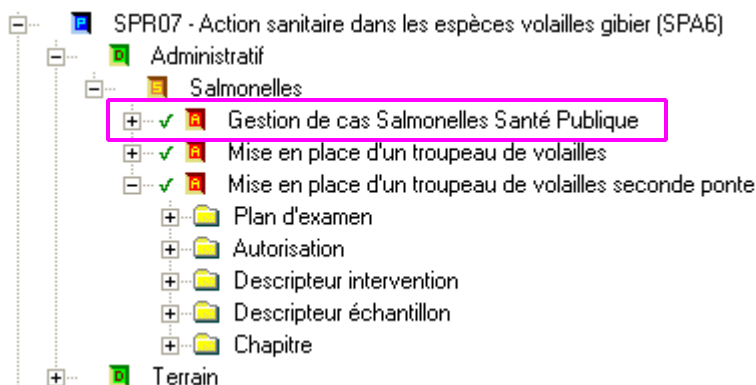 P SPR07 - Action sanitaire dans les espèces volailles gibier (SPA6)
D Administratif
S Salmonelles
A Gestion de cas Salmonelles Santé Publique
A Mise en place d'un troupeau de volailles
A Mise en place d'un troupeau de volailles seconde ponte
Plan d'examen
Autorisation
Descripteur intervention
Descripteur échantillon
Chapitre
D Terrain